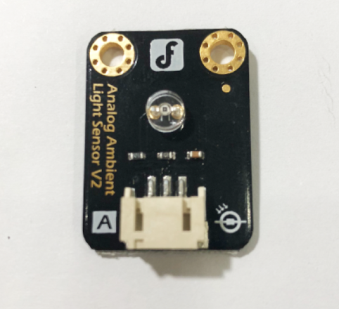 Analog Ambient
Light Sensor V2
A